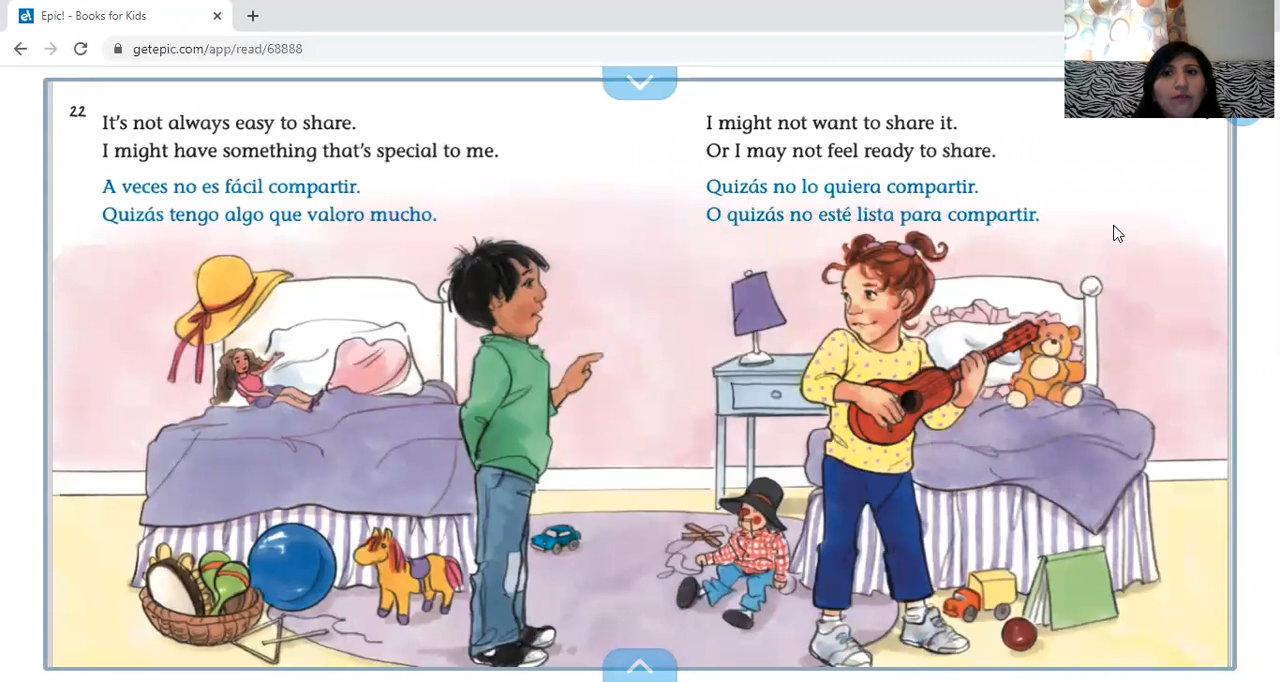 Epic! - Books for Kids
getepic.com/app/read/68888
22
It's not always easy to share.
I might have something that's special to me.
A veces no es fácil compartir.
Quizás tengo algo que valoro mucho.
I might not want to share it.
Or I may not feel ready to share.
Quizás no lo quiera compartir.
O quizás no esté lista para compartir.